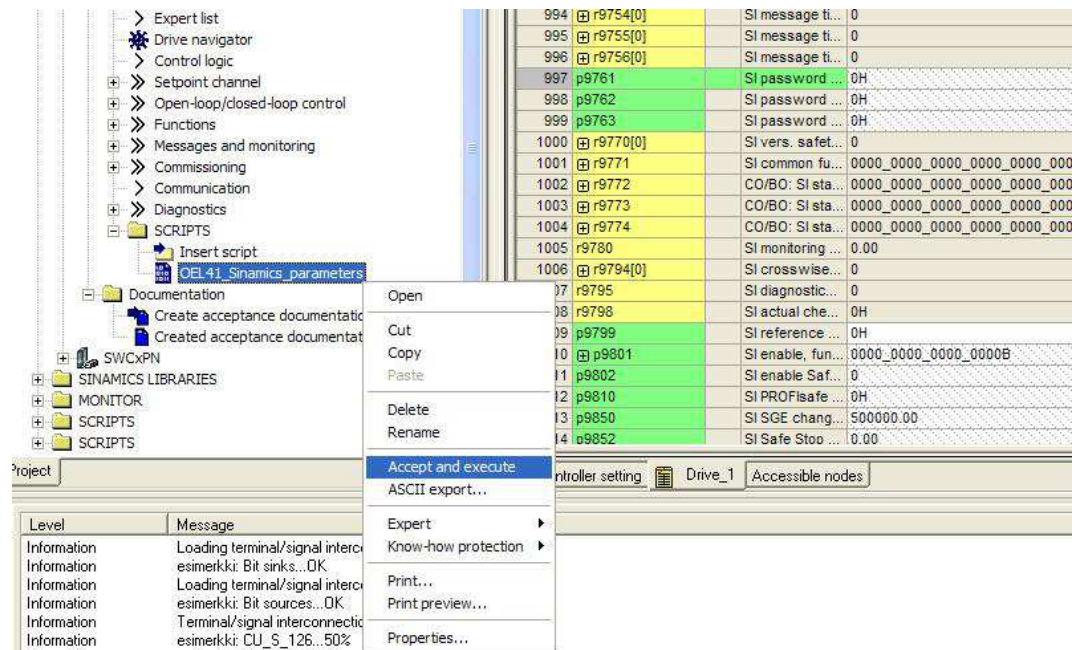 Expert list
Drive navigator
Control logic
Setpoint channel
Open-loop/closed-loop control
Functions
Messages and monitoring
Commissioning
Communication
Diagnostics
SCRIPTS
Insert script
OEL41_Sinamics_parameters
Documentation
Create acceptance documentatic
Created acceptance documentat
SWCxPN
SINAMICS LIBRARIES
MONITOR
SCRIPTS
SCRIPTS
994 r9754[0] SI message ti... 0
995 r9755[0] SI message ti... 0
996 r9756[0] SI message ti... 0
997 p9761 SI password ... 0H
998 p9762 SI password ... 0H
999 p9763 SI password ... 0H
1000 r9770[0] SI vers. safet... 0
1001 r9771 SI common fu... 0000_0000_0000_0000_0000_000
1002 r9772 CO/BO: SI sta... 0000_0000_0000_0000_0000_000
1003 r9773 CO/BO: SI sta... 0000_0000_0000_0000_0000_000
1004 r9774 CO/BO: SI sta... 0000_0000_0000_0000_0000_000
1005 r9780 SI monitoring ... 0.00
1006 r9794[0] SI crosswise... 0
07 r9795 SI diagnostic... 0
08 r9798 SI actual che... 0H
09 p9799 SI reference ... 0H
10 p9801 SI enable, fun... 0000_0000_0000_0000B
11 p9802 SI enable Saf... 0
12 p9810 SI PROFIsafe ... 0H
13 p9850 SI SGE chang... 500000.00
14 p9852 SI Safe Stop ... 0.00
Open
Cut
Copy
Paste
Delete
Rename
Accept and execute
ASCII export...
Expert
Know-how protection
Print...
Print preview...
Properties...
Project
ntroller setting Drive_1 Accessible nodes
Level Message
Information Loading terminal/signal interc
Information esimerkki: Bit sinks...OK
Information Loading terminal/signal interc
Information esimerkki: Bit sources...OK
Information Terminal/signal interconnectic
Information esimerkki: CU_S_126...50%